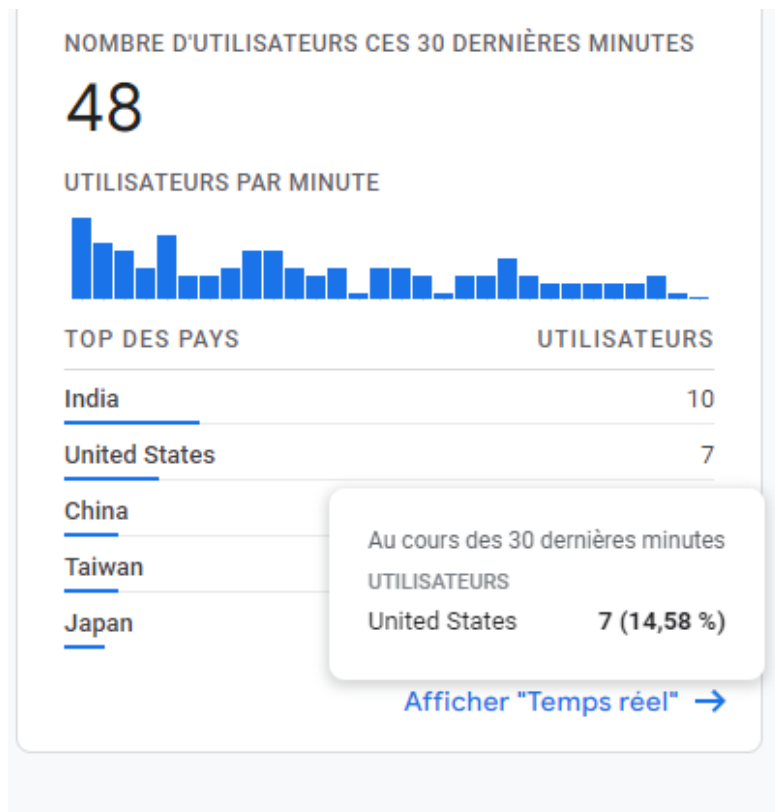 NOMBRE D'UTILISATEURS CES 30 DERNIÈRES MINUTES
48
UTILISATEURS PAR MINUTE
TOP DES PAYS UTILISATEURS
India 10
United States 7
China
Taiwan
Japan
Au cours des 30 dernières minutes
UTILISATEURS
United States 7 (14,58 %)
Afficher "Temps réel" →